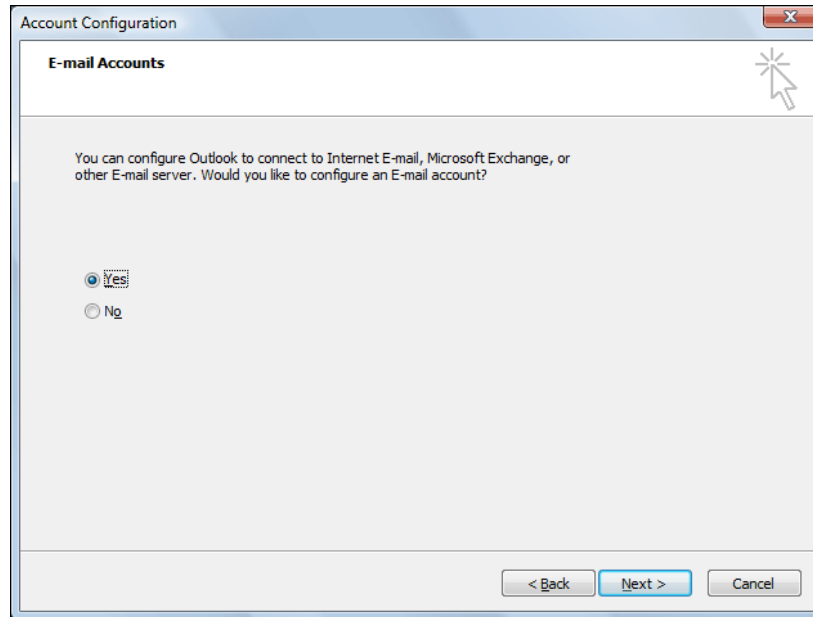 Account Configuration
E-mail Accounts
You can configure Outlook to connect to Internet E-mail, Microsoft Exchange, or
other E-mail server. Would you like to configure an E-mail account?
Yes
No
< Back Next > Cancel